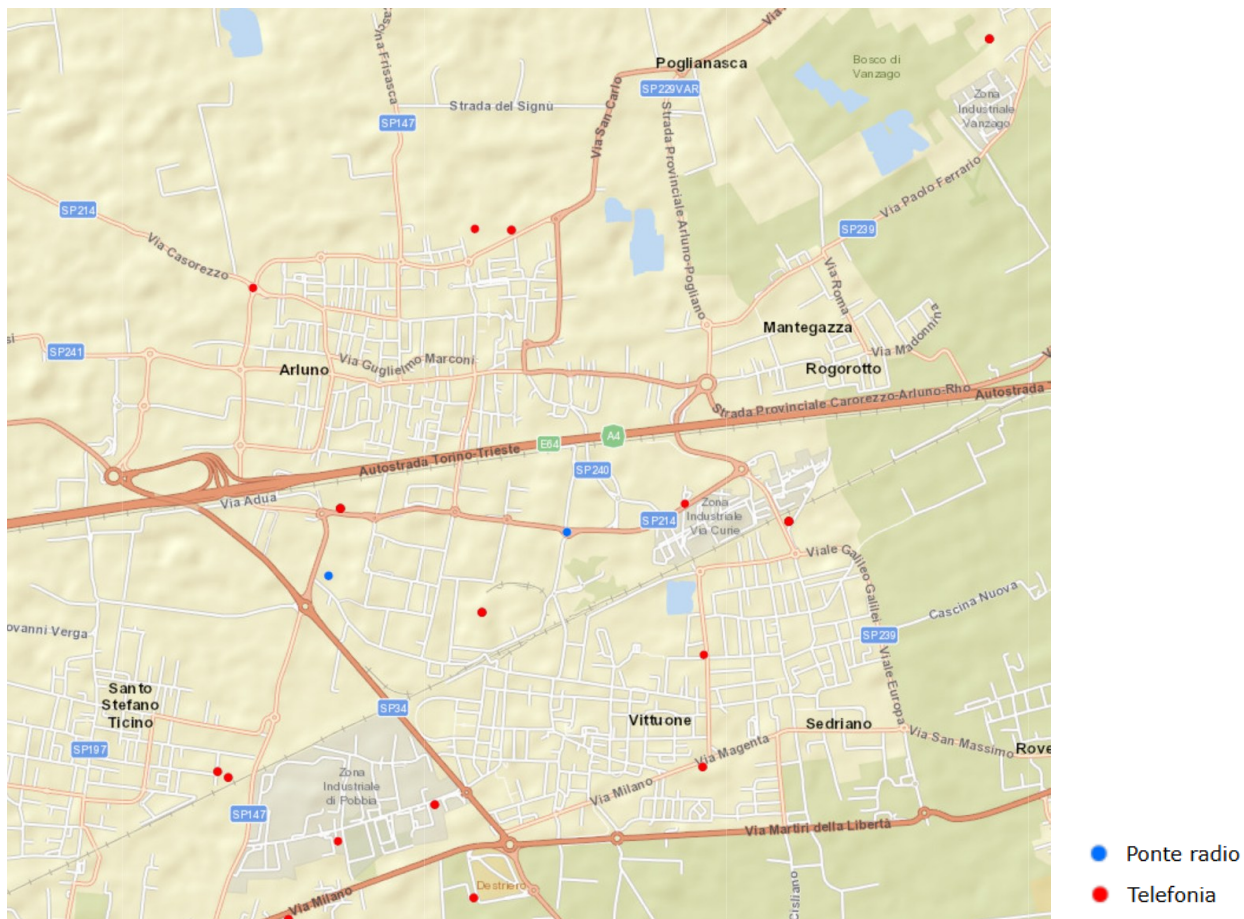 Poglianasca
SP229VAR
Bosco di
Vanzago
Zona
Industriale
Vanzago
Strada del Signù
SP147
Via San Carlo
Strada Provinciale Arluno-Pogliano
Via Paolo Ferrario
SP214
SP239
Via Casorezzo
Via Roma
Mantegazza
Via Madonnina
SP241
Via Guglielmo Marconi
Arluno
Rogorotto
Strada Provinciale Carorezzo-Arluno-Rho
Autostrada
E64
A4
Autostrada Torino-Trieste
SP240
Via Adua
Zona
Industriale
Via Curie
SP214
Viale Galileo Galilei
Cascina Nuova
ovanni Verga
SP239
Viale Europa
Santo
Stefano
Ticino
SP34
Vittuone
Sedriano
Via San Massimo
Rove
SP197
Via Magenta
Zona
Industriale
di Pobbia
Via Milano
SP147
Via Martiri della Libertà
Destriero
Via Milano
Cisliano
Ponte radio
Telefonia